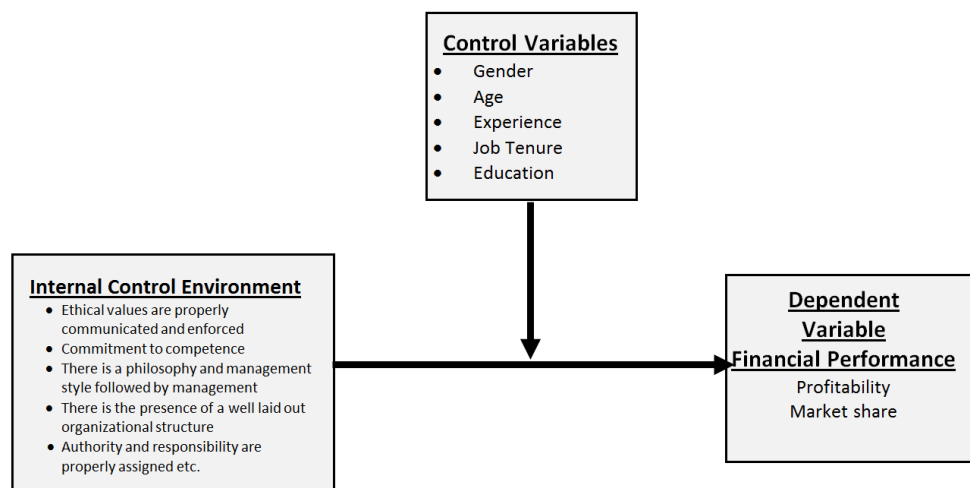 Control Variables
• Gender
• Age
• Experience
• Job Tenure
• Education
Internal Control Environment
• Ethical values are properly
communicated and enforced
• Commitment to competence
• There is a philosophy and management
style followed by management
• There is the presence of a well laid out
organizational structure
• Authority and responsibility are
properly assigned etc.
Dependent
Variable
Financial Performance
Profitability
Market share